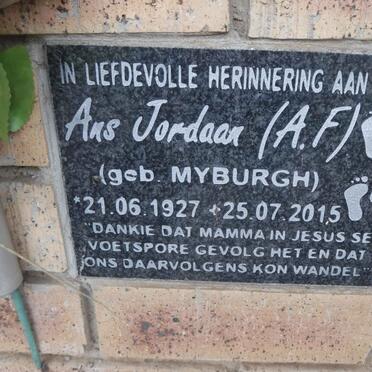 IN LIEFDEVOLLE HERINNERING AAN
Ans Jordaan (A.F)
(geb. MYBURGH)
*21.06.1927 +25.07.2015
"DANKIE DAT MAMMA IN JESUS SE
VOETSPORE GEVOLG HET EN DAT
ONS DAARVOLGENS KON WANDEL"